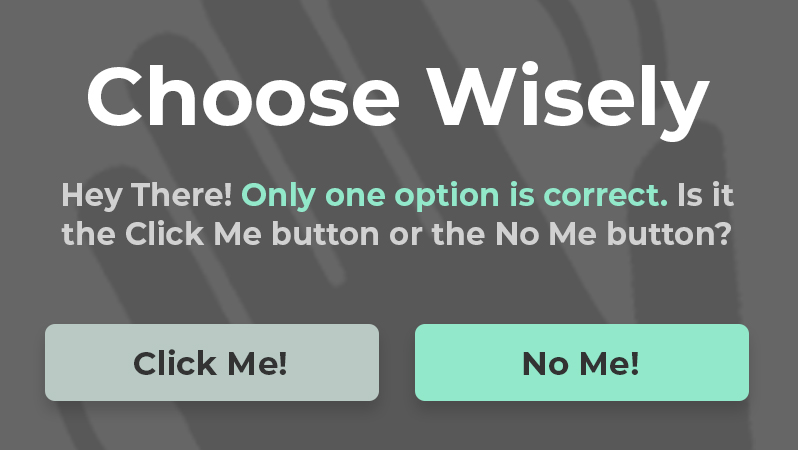 Choose Wisely
Hey There! Only one option is correct. Is it
the Click Me button or the No Me button?
Click Me!
No Me!